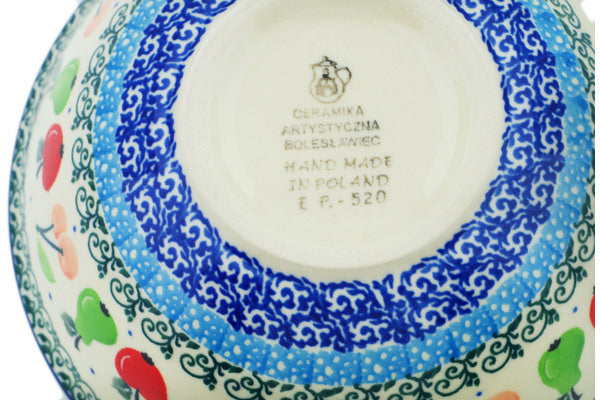 CERAMIKA
ARTYSTYCZNA
BOLESŁAWIEC
HAND MADE
IN POLAND
E P. - 520